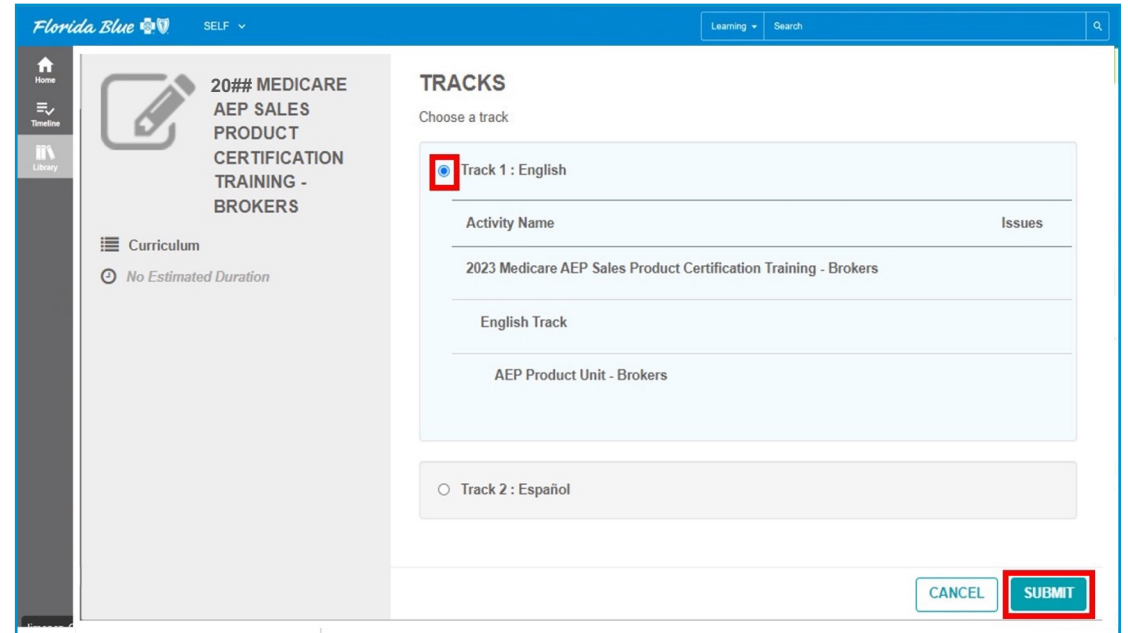 Florida Blue SELF Learning Search
Home
Timeline
Library
20## MEDICARE
AEP SALES
PRODUCT
CERTIFICATION
TRAINING -
BROKERS
Curriculum
No Estimated Duration
TRACKS
Choose a track
Track 1 : English
Activity Name Issues
2023 Medicare AEP Sales Product Certification Training - Brokers
English Track
AEP Product Unit - Brokers
Track 2 : Español
CANCEL SUBMIT